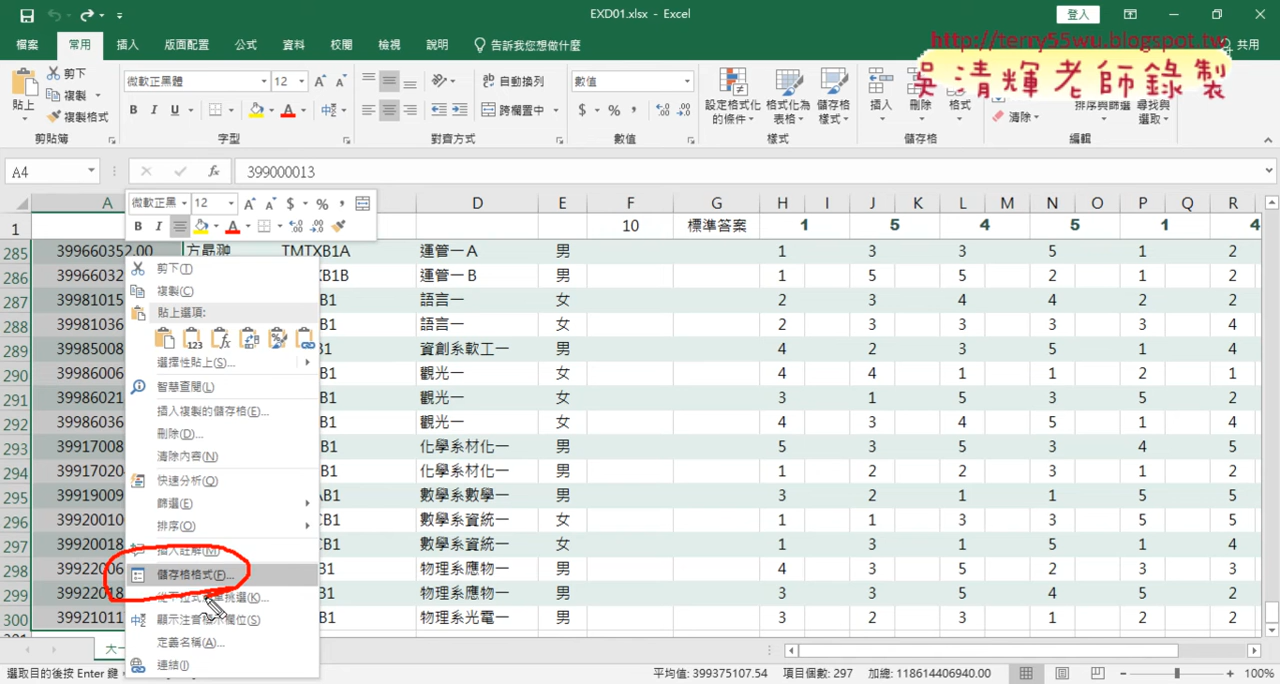 EXD01.xlsx - Excel
登入
檔案 常用 插入 版面配置 公式 資料 校閱 檢視 說明 告訴我您想做什麼 共用
http://terry55wu.blogspot.tw
吳清輝老師錄製
貼上 剪下 複製 複製格式 剪貼簿
微軟正黑體 12 B I U A 中 字型
自動換列 跨欄置中 對齊方式
數值 $ % , 數值
設定格式化的條件 格式化為表格 儲存格樣式 樣式
插入 刪除 格式 儲存格
清除 排序與篩選 尋找與選取 編輯
A4 fx 399000013
微軟正黑 12 A A $ % ,
B I A
A D E F G H I J K L M N O P Q R
1 10 標準答案 1 5 4 5 1 4
285 399660352.00 方勗翀 TMTXB1A 運管一A 男 1 3 3 5 1 2
286 39966032 XB1B 運管一B 男 1 5 5 2 1 2
287 39981015 B1 語言一 女 2 3 4 4 2 2
288 39981036 B1 語言一 女 2 3 3 3 3 4
289 39985008 B1 資創系軟工一 男 4 2 3 5 1 4
290 39986006 B1 觀光一 男 4 4 1 1 2 1
291 39986021 B1 觀光一 男 3 1 5 3 5 2
292 39986036 B1 觀光一 男 4 3 4 5 1 4
293 39917008 B1 化學系材化一 男 5 3 5 3 4 5
294 39917020 B1 化學系材化一 男 1 2 2 3 1 2
295 39919009 B1 數學系數學一 男 3 2 1 1 5 5
296 39920010 B1 數學系資統一 女 1 1 3 3 5 5
297 39920018 CB1 數學系資統一 男 3 1 5 1 5 4
298 39922006 B1 物理系應物一 男 4 3 5 3 5 2
299 39922018 B1 物理系應物一 男 3 3 5 4 5 2
300 39921011 B1 物理系光電一 男 3 2 3 1 2 2
剪下(T)
複製(C)
貼上選項:
選擇性貼上(S)...
智慧查閱(L)
插入複製的儲存格(E)...
刪除(D)...
清除內容(N)
快速分析(Q)
篩選(E)
排序(O)
插入註解(M)
儲存格格式(F)...
從下拉式清單挑選(K)...
顯示注音標示欄位(S)
定義名稱(A)...
連結(I)
大一
選取目的後按 Enter 鍵 平均值: 399375107.54 項目個數: 297 加總: 118614406940.00 100%